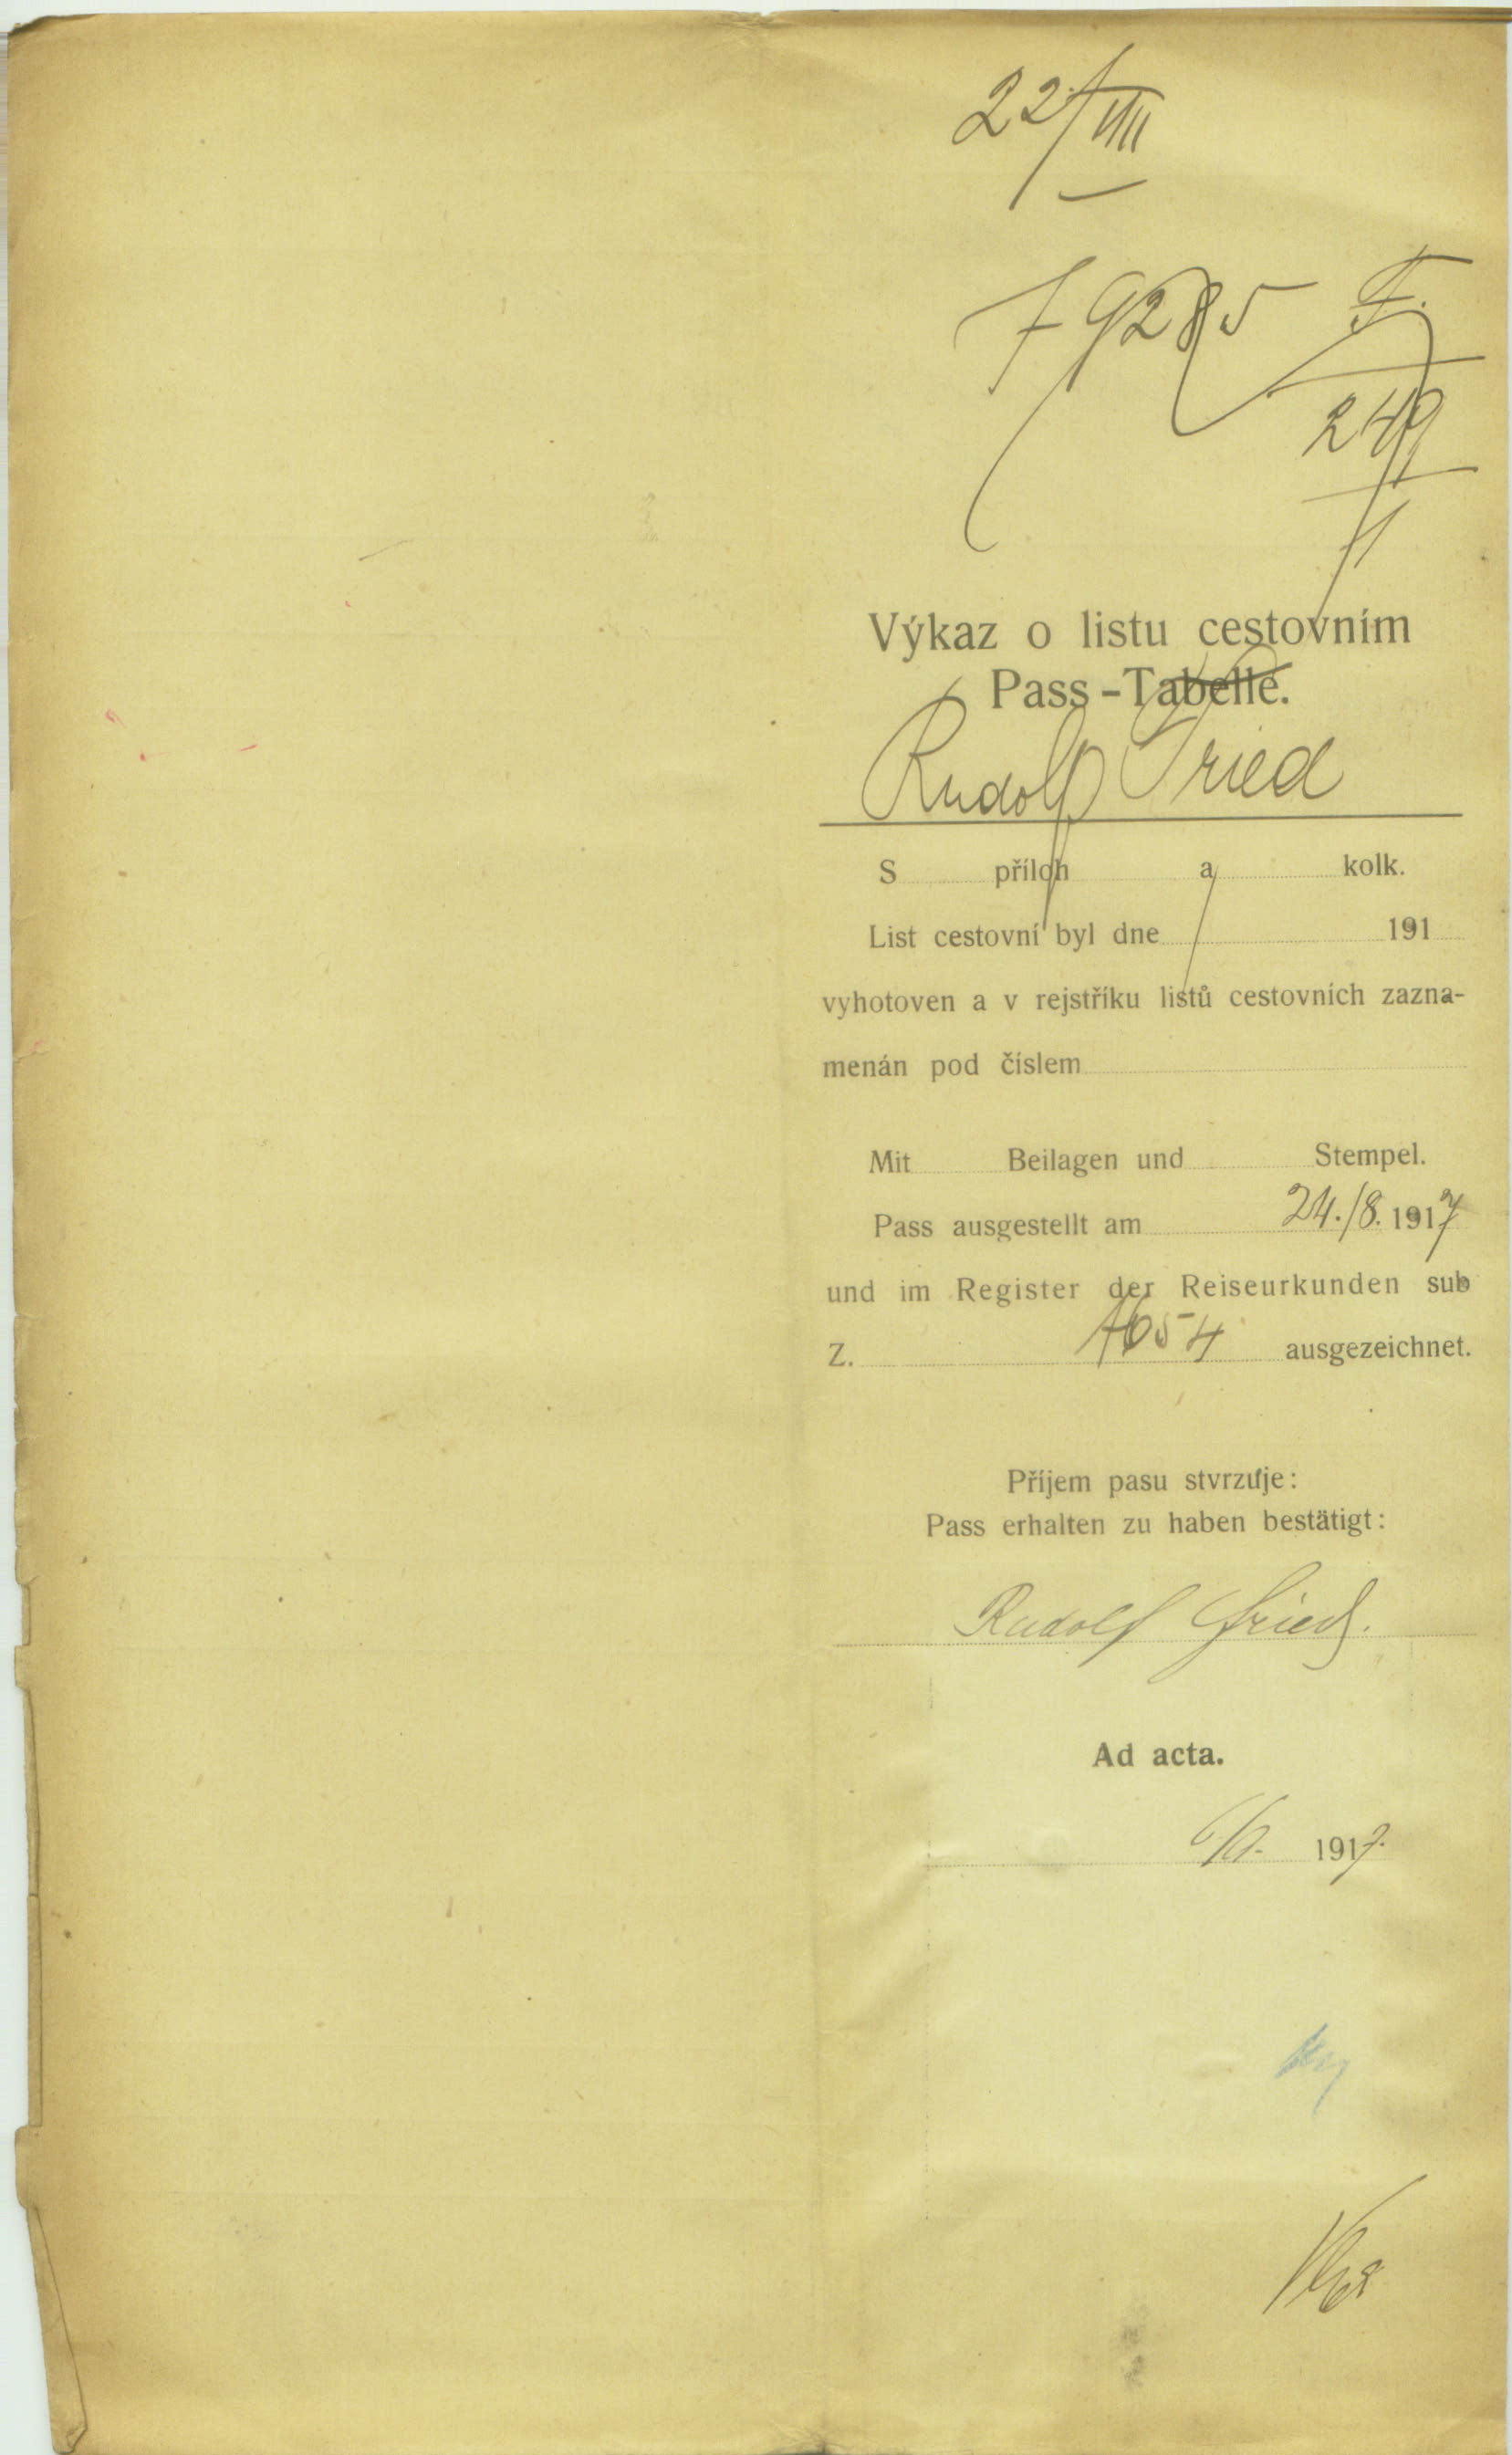 22/VIII
79285 F.
249
Výkaz o listu cestovním
Pass-Tabelle.
Rudolf Fried
S příloh a kolk.
List cestovní byl dne 191
vyhotoven a v rejstříku listů cestovních zazna-
menán pod číslem
Mit Beilagen und Stempel.
Pass ausgestellt am 24./8. 1917
und im Register der Reiseurkunden sub
Z. 1654 ausgezeichnet.
Příjem pasu stvrzuje:
Pass erhalten zu haben bestätigt:
Rudolf Fried.
Ad acta.
1917.